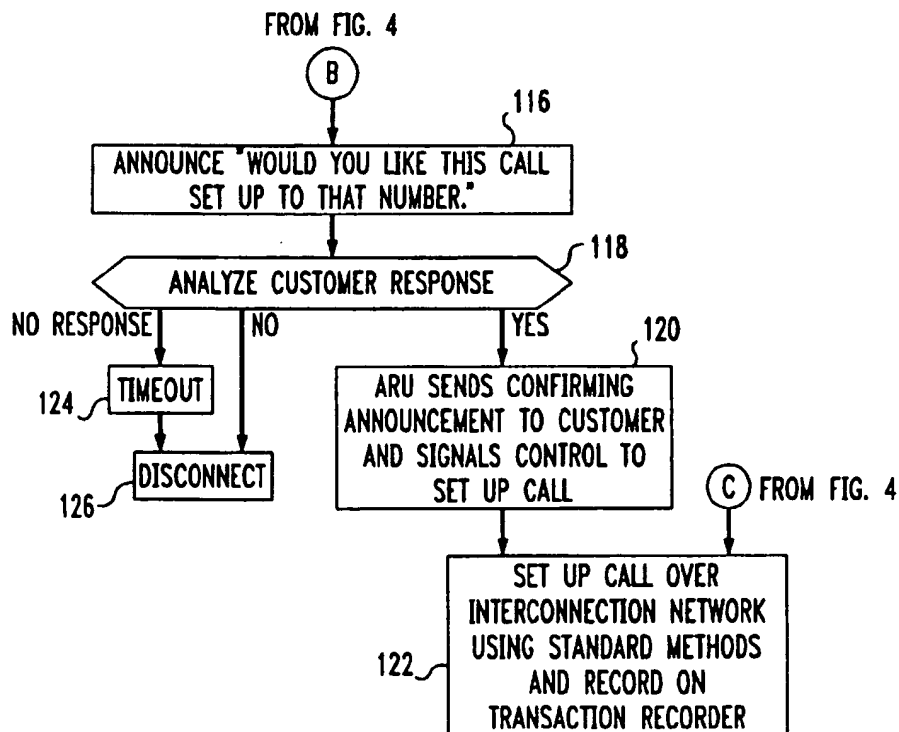 FROM FIG. 4
B
116
ANNOUNCE "WOULD YOU LIKE THIS CALL
SET UP TO THAT NUMBER."
118
ANALYZE CUSTOMER RESPONSE
NO RESPONSE
NO
YES
120
TIMEOUT
124
ARU SENDS CONFIRMING
ANNOUNCEMENT TO CUSTOMER
AND SIGNALS CONTROL TO
SET UP CALL
DISCONNECT
126
C FROM FIG. 4
SET UP CALL OVER
INTERCONNECTION NETWORK
USING STANDARD METHODS
AND RECORD ON
TRANSACTION RECORDER
122